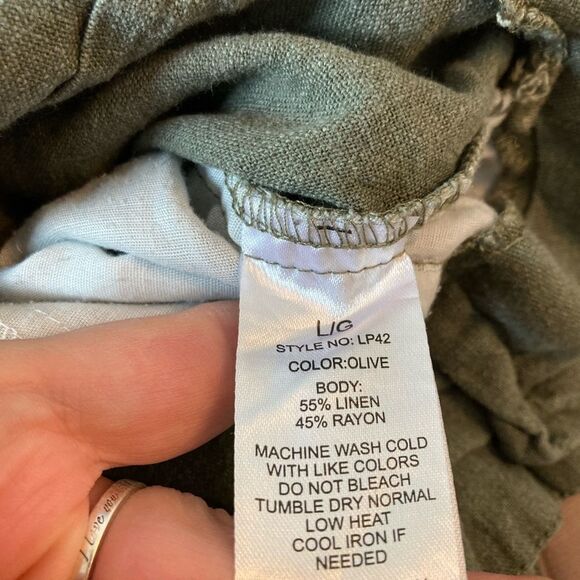 L/G
STYLE NO: LP42
COLOR:OLIVE
BODY:
55% LINEN
45% RAYON
MACHINE WASH COLD
WITH LIKE COLORS
DO NOT BLEACH
TUMBLE DRY NORMAL
LOW HEAT
COOL IRON IF
NEEDED